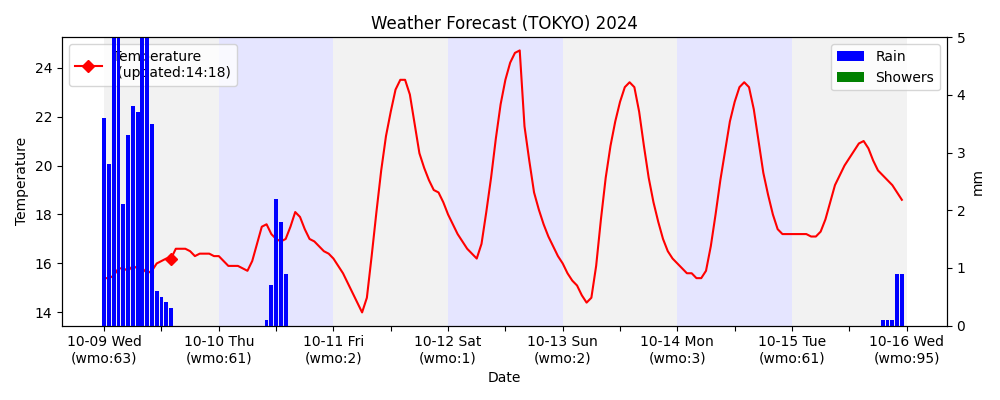 Weather Forecast (TOKYO) 2024
Temperature
(updated:14:18)
Rain
Showers
Temperature
24
22
20
18
16
14
5
4
3
2
1
0
mm
10-09 Wed
(wmo:63)
10-10 Thu
(wmo:61)
10-11 Fri
(wmo:2)
10-12 Sat
(wmo:1)
10-13 Sun
(wmo:2)
10-14 Mon
(wmo:3)
10-15 Tue
(wmo:61)
10-16 Wed
(wmo:95)
Date